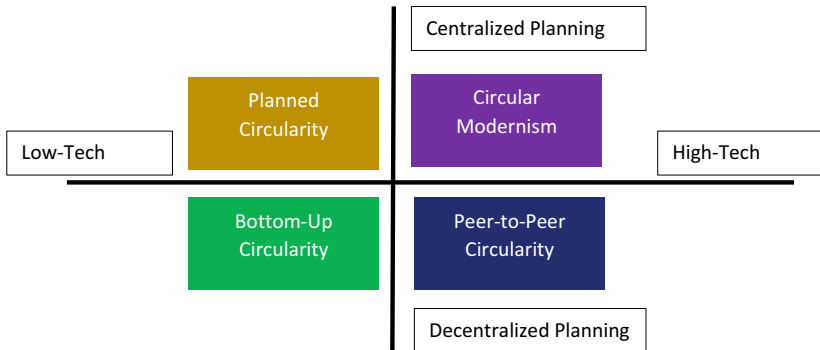 Centralized Planning
Planned
Circularity
Circular
Modernism
Low-Tech
High-Tech
Bottom-Up
Circularity
Peer-to-Peer
Circularity
Decentralized Planning